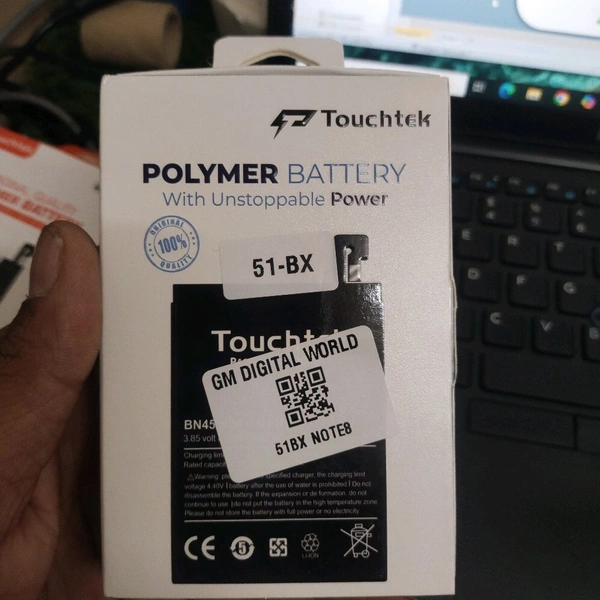 Touchtek
POLYMER BATTERY
With Unstoppable Power
ORIGINAL
100%
QUALITY
51-BX
Touchtek
GM DIGITAL WORLD
51BX NOTE8
BN45
3.85 volt
Charging
Rated
Warning:
specified charger, the charging limit
voltage 4.40V battery after the use of water is prohibited Do not
disassemble the battery. If the expansion or de formation. do not
continue to use do not put the battery in the high temperature zone
Please do not store the battery with full power or no electricity
CE
5
LI-ION